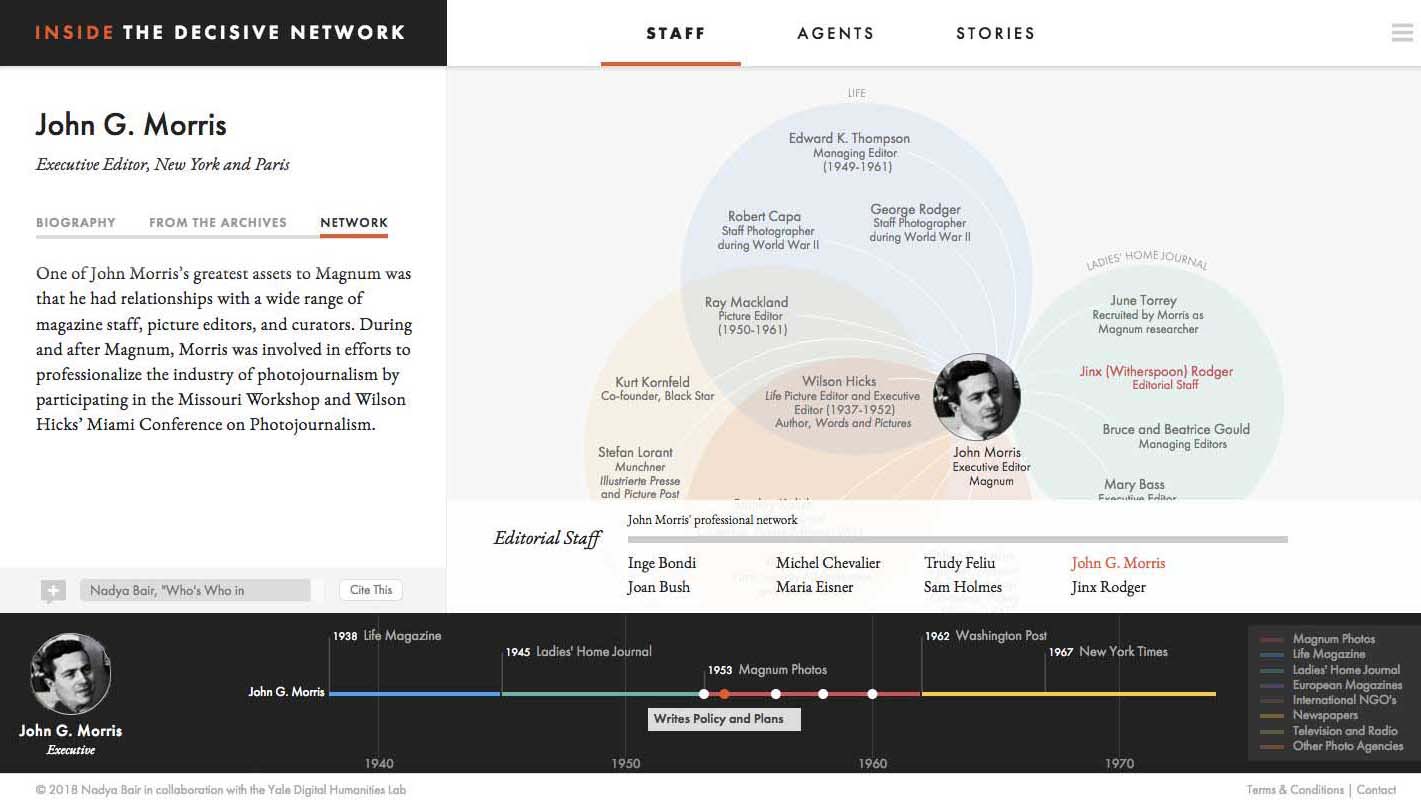 INSIDE THE DECISIVE NETWORK
STAFF
AGENTS
STORIES
John G. Morris
Executive Editor, New York and Paris
BIOGRAPHY
FROM THE ARCHIVES
NETWORK
One of John Morris's greatest assets to Magnum was
that he had relationships with a wide range of
magazine staff, picture editors, and curators. During
and after Magnum, Morris was involved in efforts to
professionalize the industry of photojournalism by
participating in the Missouri Workshop and Wilson
Hicks' Miami Conference on Photojournalism.
Nadya Bair, "Who's Who in
Cite This
LIFE
Edward K. Thompson
Managing Editor
(1949-1961)
Robert Capa
Staff Photographer
during World War II
George Rodger
Staff Photographer
during World War II
Ray Mackland
Picture Editor
(1950-1961)
Kurt Kornfeld
Co-founder, Black Star
Wilson Hicks
Life Picture Editor and Executive
Editor (1937-1952)
Author, Words and Pictures
Stefan Lorant
Munchner
Illustrierte Presse
and Picture Post
John Morris
Executive Editor
Magnum
LADIES' HOME JOURNAL
June Torrey
Recruited by Morris as
Magnum researcher
Jinx (Witherspoon) Rodger
Editorial Staff
Bruce and Beatrice Gould
Managing Editors
Mary Bass
Executive Editor
Editorial Staff
John Morris' professional network
Inge Bondi
Michel Chevalier
Trudy Feliu
John G. Morris
Joan Bush
Maria Eisner
Sam Holmes
Jinx Rodger
John G. Morris
Executive
John G. Morris
1938 Life Magazine
1945 Ladies' Home Journal
1953 Magnum Photos
1962 Washington Post
1967 New York Times
Writes Policy and Plans
1940
1950
1960
1970
Magnum Photos
Life Magazine
Ladies' Home Journal
European Magazines
International NGO's
Newspapers
Television and Radio
Other Photo Agencies
© 2018 Nadya Bair in collaboration with the Yale Digital Humanities Lab
Terms & Conditions | Contact